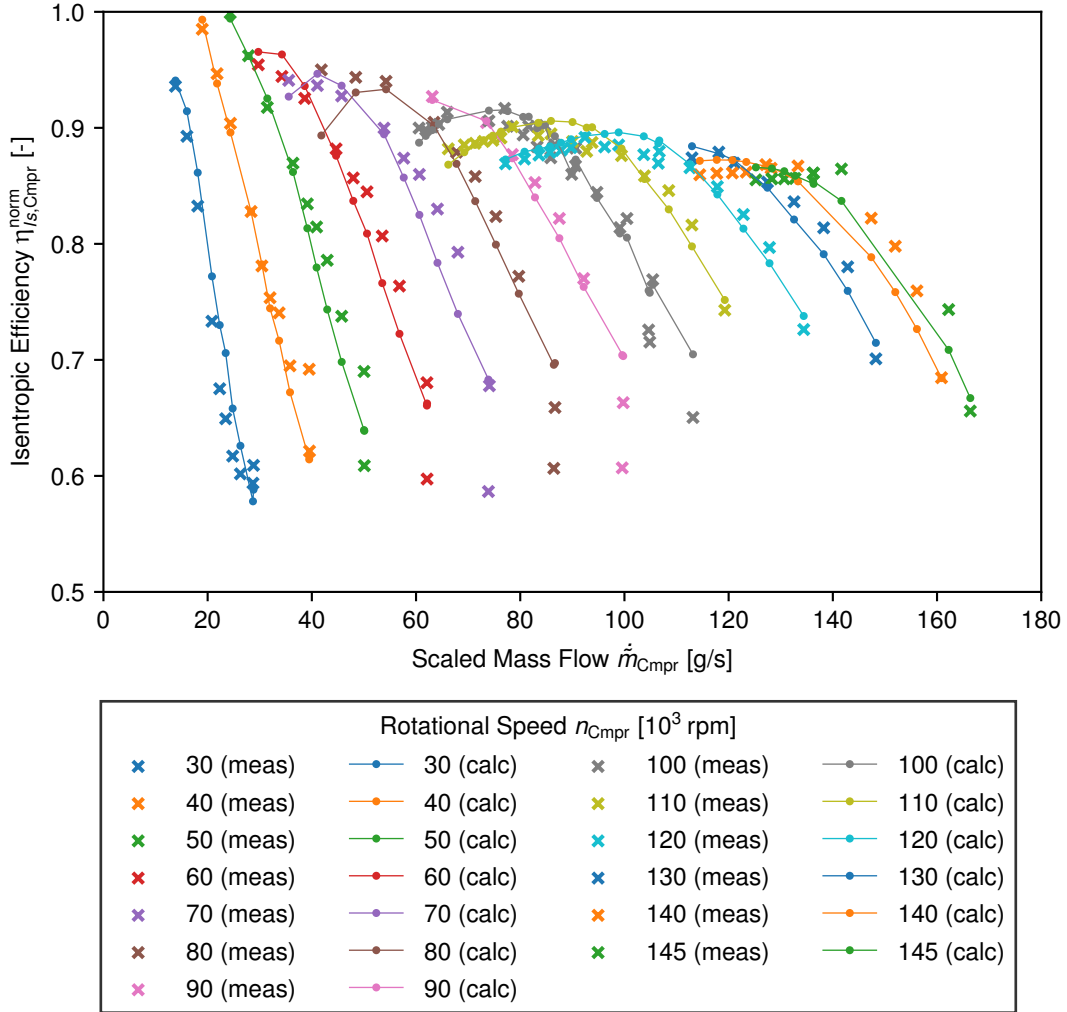 1.0
0.9
0.8
0.7
0.6
0.5
Isentropic Efficiency η^norm_Is,Cmpr [-]
0 20 40 60 80 100 120 140 160 180
Scaled Mass Flow ṁ̃_Cmpr [g/s]
Rotational Speed n_Cmpr [10³ rpm]
30 (meas) 30 (calc) 100 (meas) 100 (calc)
40 (meas) 40 (calc) 110 (meas) 110 (calc)
50 (meas) 50 (calc) 120 (meas) 120 (calc)
60 (meas) 60 (calc) 130 (meas) 130 (calc)
70 (meas) 70 (calc) 140 (meas) 140 (calc)
80 (meas) 80 (calc) 145 (meas) 145 (calc)
90 (meas) 90 (calc)